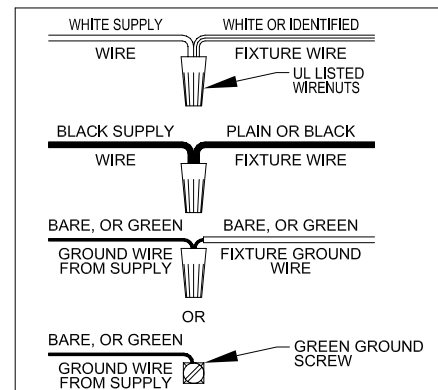 WHITE SUPPLY WIRE
WHITE OR IDENTIFIED FIXTURE WIRE
UL LISTED
WIRENUTS
BLACK SUPPLY WIRE
PLAIN OR BLACK FIXTURE WIRE
BARE, OR GREEN
GROUND WIRE
FROM SUPPLY
BARE, OR GREEN
FIXTURE GROUND
WIRE
OR
BARE, OR GREEN
GROUND WIRE
FROM SUPPLY
GREEN GROUND
SCREW